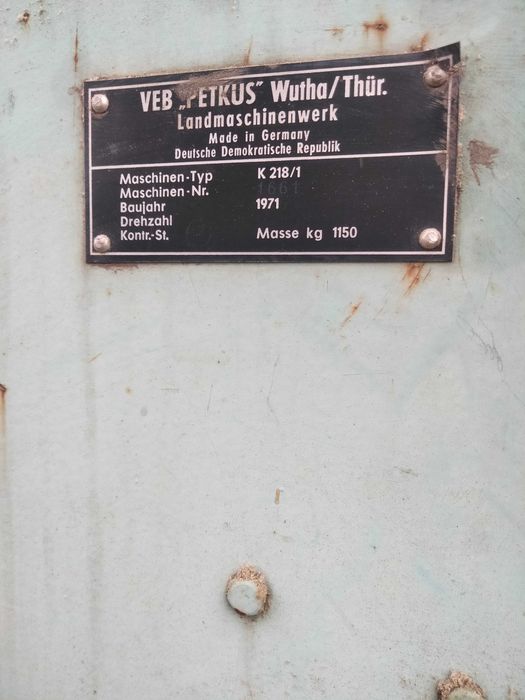 VEB „PETKUS" Wutha/Thür.
Landmaschinenwerk
Made in Germany
Deutsche Demokratische Republik
Maschinen-Typ K 218/1
Maschinen-Nr. 1661
Baujahr 1971
Drehzahl
Kontr.-St. Masse kg 1150